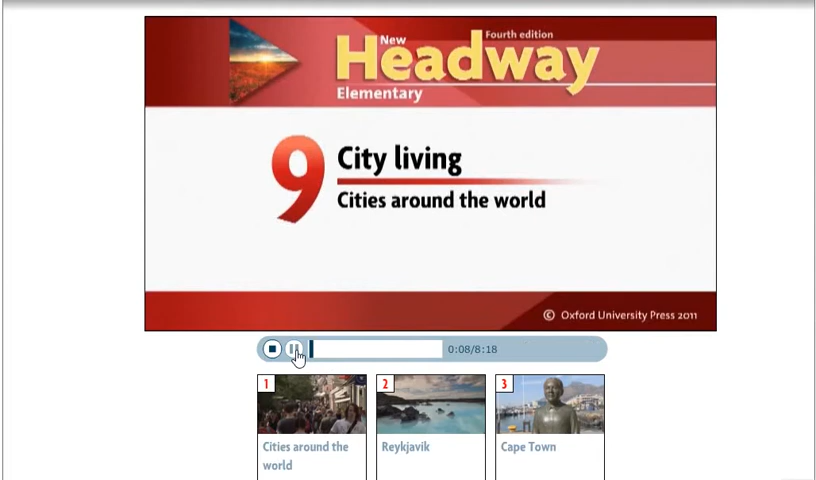 New
Fourth edition
Headway
Elementary
9
City living
Cities around the world
© Oxford University Press 2011
0:08/8:18
1
2
3
Cities around the
world
Reykjavik
Cape Town